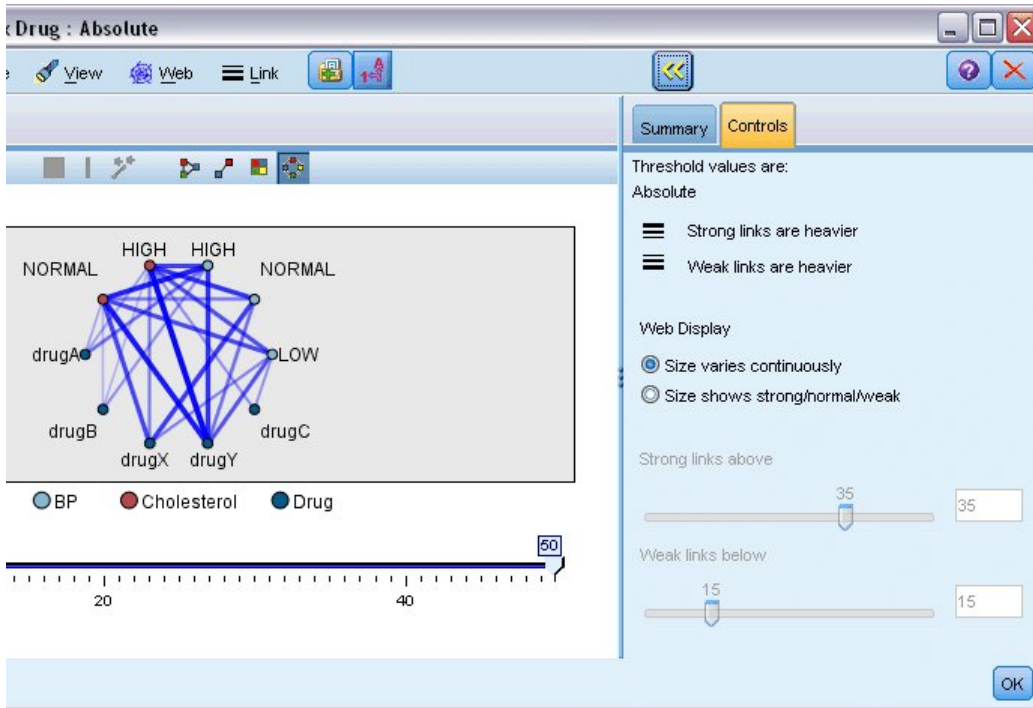 Drug : Absolute
View Web Link
Summary Controls
Threshold values are:
Absolute
Strong links are heavier
Weak links are heavier
Web Display
Size varies continuously
Size shows strong/normal/weak
Strong links above
35
35
Weak links below
15
15
OK
HIGH HIGH
NORMAL NORMAL
drugA LOW
drugB drugC
drugX drugY
BP Cholesterol Drug
50
20 40